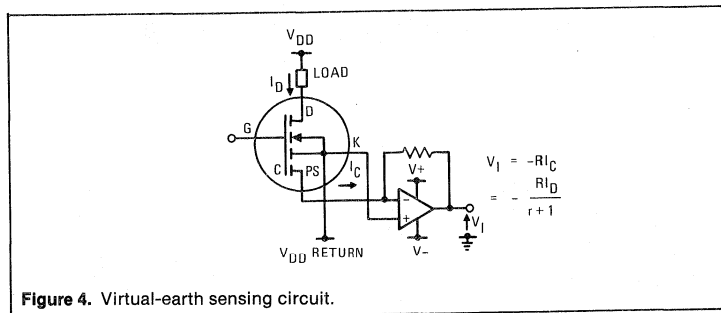 V_DD
I_D
LOAD
D
G
K
C
PS
I_C
V+
−
+
V−
V_I
V_DD RETURN
V_I = -RI_C
= - RI_D / r + 1
Figure 4. Virtual-earth sensing circuit.